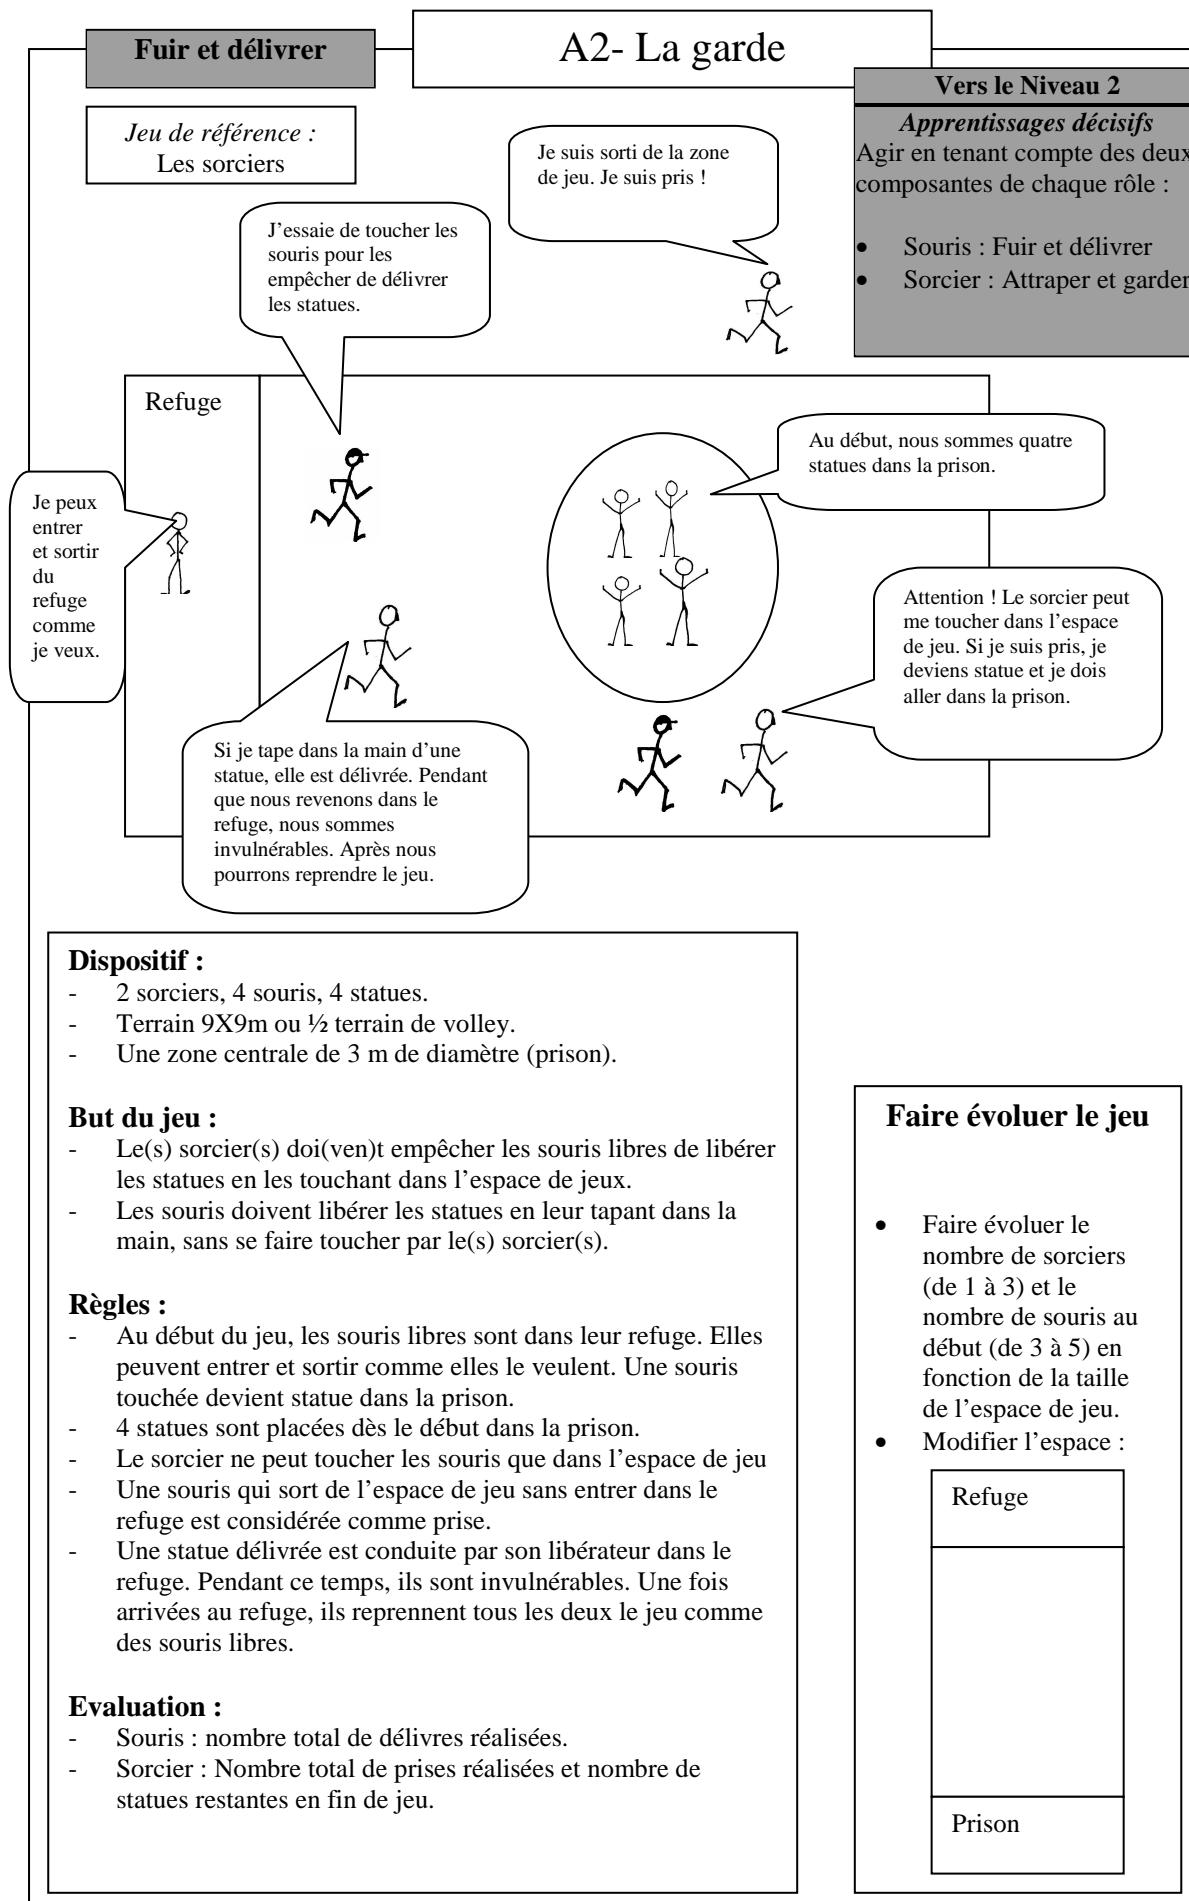 Fuir et délivrer
A2- La garde
Jeu de référence :
Les sorciers
Vers le Niveau 2
Apprentissages décisifs
Agir en tenant compte des deux
composantes de chaque rôle :
• Souris : Fuir et délivrer
• Sorcier : Attraper et garder
Je suis sorti de la zone
de jeu. Je suis pris !
J’essaie de toucher les
souris pour les
empêcher de délivrer
les statues.
Refuge
Au début, nous sommes quatre
statues dans la prison.
Je peux
entrer
et sortir
du
refuge
comme
je veux.
Attention ! Le sorcier peut
me toucher dans l’espace
de jeu. Si je suis pris, je
deviens statue et je dois
aller dans la prison.
Si je tape dans la main d’une
statue, elle est délivrée. Pendant
que nous revenons dans le
refuge, nous sommes
invulnérables. Après nous
pourrons reprendre le jeu.
Dispositif :
- 2 sorciers, 4 souris, 4 statues.
- Terrain 9X9m ou ½ terrain de volley.
- Une zone centrale de 3 m de diamètre (prison).
But du jeu :
- Le(s) sorcier(s) doi(ven)t empêcher les souris libres de libérer
les statues en les touchant dans l’espace de jeux.
- Les souris doivent libérer les statues en leur tapant dans la
main, sans se faire toucher par le(s) sorcier(s).
Règles :
- Au début du jeu, les souris libres sont dans leur refuge. Elles
peuvent entrer et sortir comme elles le veulent. Une souris
touchée devient statue dans la prison.
- 4 statues sont placées dès le début dans la prison.
- Le sorcier ne peut toucher les souris que dans l’espace de jeu
- Une souris qui sort de l’espace de jeu sans entrer dans le
refuge est considérée comme prise.
- Une statue délivrée est conduite par son libérateur dans le
refuge. Pendant ce temps, ils sont invulnérables. Une fois
arrivées au refuge, ils reprennent tous les deux le jeu comme
des souris libres.
Evaluation :
- Souris : nombre total de délivres réalisées.
- Sorcier : Nombre total de prises réalisées et nombre de
statues restantes en fin de jeu.
Faire évoluer le jeu
• Faire évoluer le
nombre de sorciers
(de 1 à 3) et le
nombre de souris au
début (de 3 à 5) en
fonction de la taille
de l’espace de jeu.
• Modifier l’espace :
Refuge
Prison